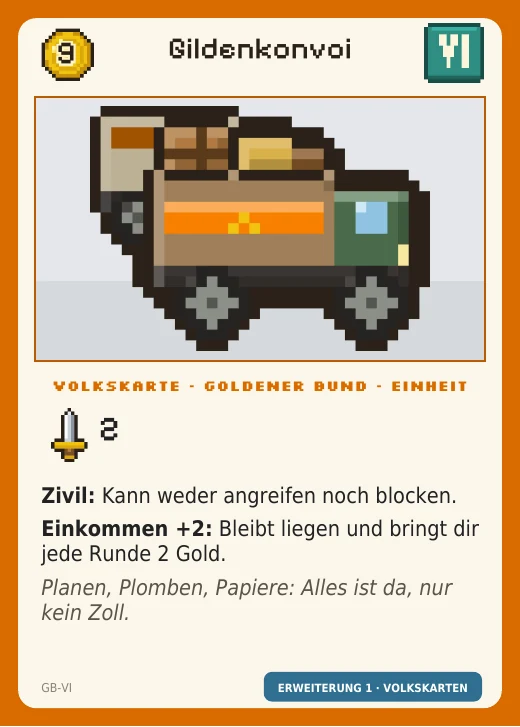 9
Gildenkonvoi
VI
VOLKSKARTE · GOLDENER BUND · EINHEIT
2
Zivil: Kann weder angreifen noch blocken.
Einkommen +2: Bleibt liegen und bringt dir
jede Runde 2 Gold.
Planen, Plomben, Papiere: Alles ist da, nur
kein Zoll.
GB-VI
ERWEITERUNG 1 · VOLKSKARTEN